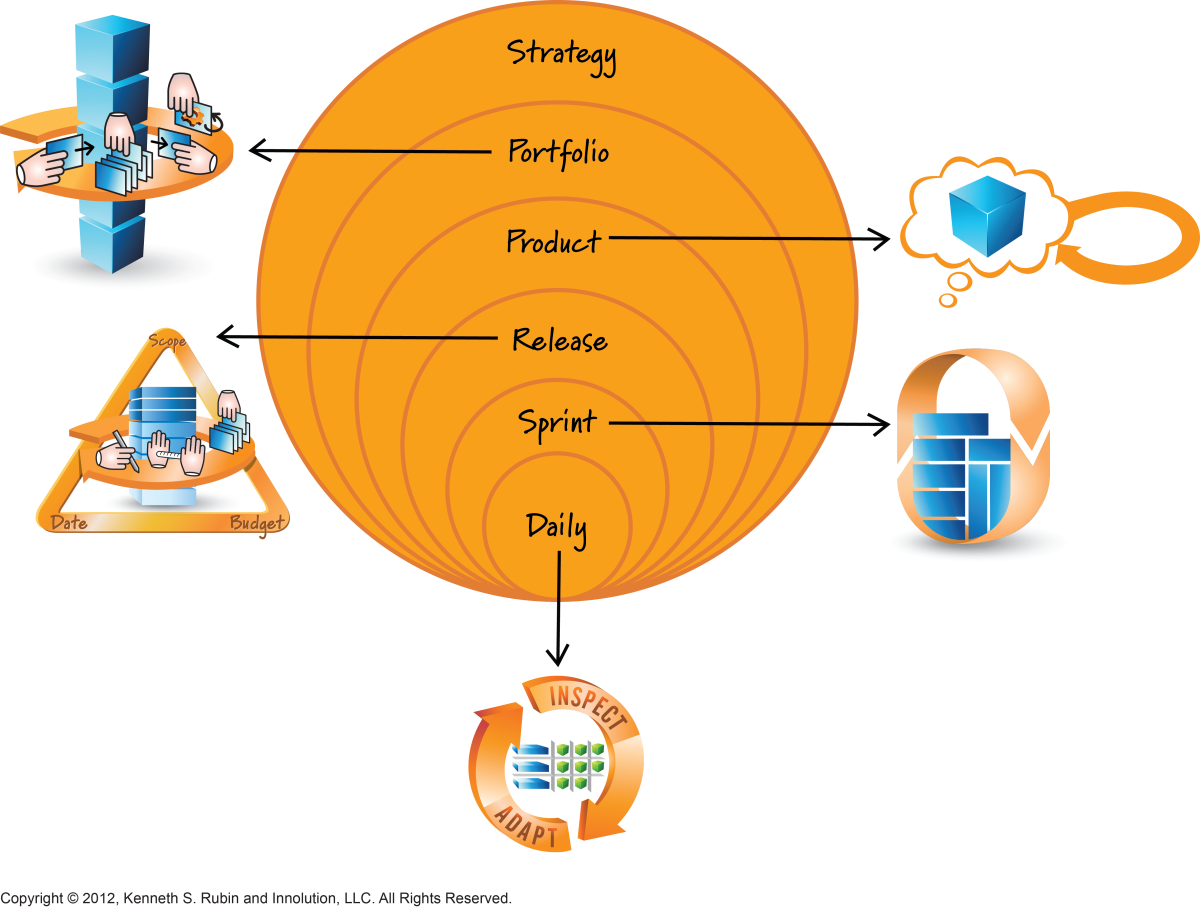 Strategy
Portfolio
Product
Release
Scope
Sprint
Date
Budget
Daily
INSPECT
ADAPT
Copyright © 2012, Kenneth S. Rubin and Innolution, LLC. All Rights Reserved.